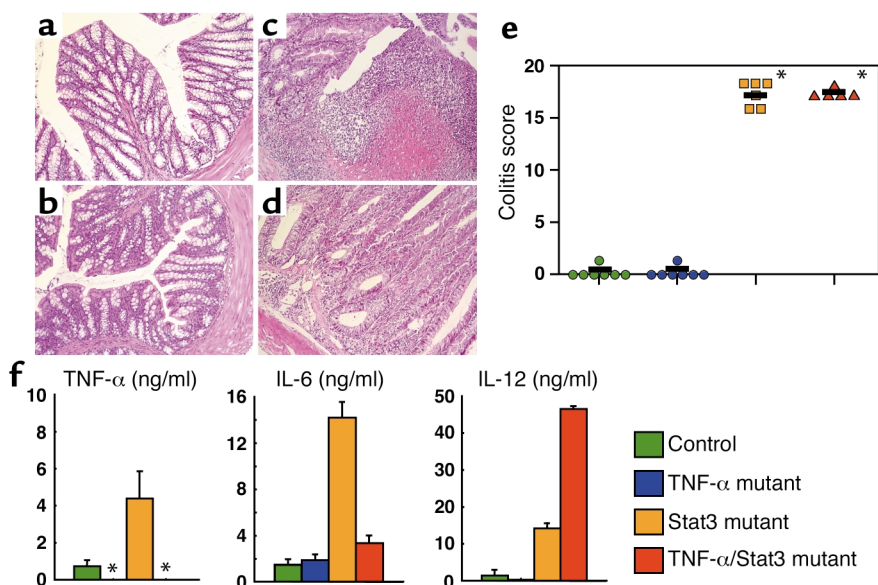 a
c
b
d
e
Colitis score
20
15
10
5
0
*
*
f
TNF-α (ng/ml)
10
8
6
4
2
0
*
*
IL-6 (ng/ml)
16
12
8
4
0
IL-12 (ng/ml)
50
40
30
20
10
0
Control
TNF-α mutant
Stat3 mutant
TNF-α/Stat3 mutant